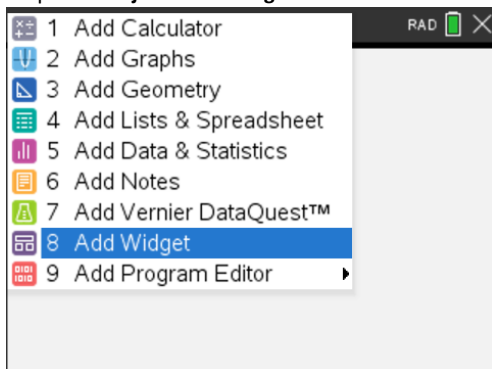 RAD
1 Add Calculator
2 Add Graphs
3 Add Geometry
4 Add Lists & Spreadsheet
5 Add Data & Statistics
6 Add Notes
7 Add Vernier DataQuest™
8 Add Widget
9 Add Program Editor